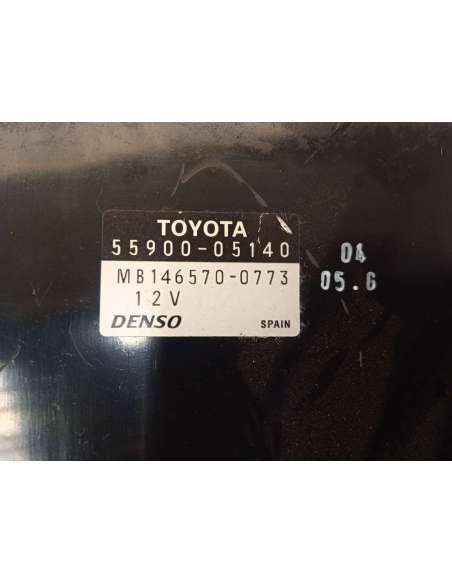 TOYOTA
55900-05140
MB146570-0773
12V
DENSO SPAIN
04
05.6